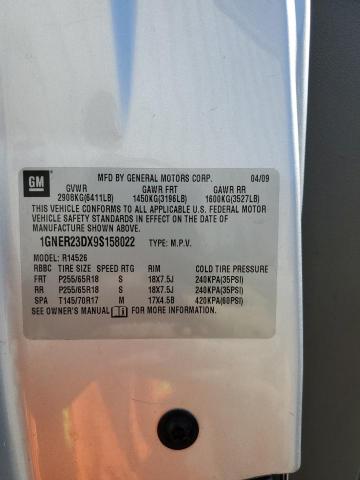 GM
MFD BY GENERAL MOTORS CORP. 04/09
GVWR GAWR FRT GAWR RR
2908KG(6411LB) 1450KG(3196LB) 1600KG(3527LB)
THIS VEHICLE CONFORMS TO ALL APPLICABLE U.S. FEDERAL MOTOR
VEHICLE SAFETY STANDARDS IN EFFECT ON THE DATE OF
MANUFACTURE SHOWN ABOVE.
1GNER23DX9S158022 TYPE: M.P.V.
MODEL: R14526
RBBC TIRE SIZE SPEED RTG RIM COLD TIRE PRESSURE
FRT P255/65R18 S 18X7.5J 240KPA(35PSI)
RR P255/65R18 S 18X7.5J 240KPA(35PSI)
SPA T145/70R17 M 17X4.5B 420KPA(60PSI)
SEE OWNER'S MANUAL FOR MORE INFORMATION.